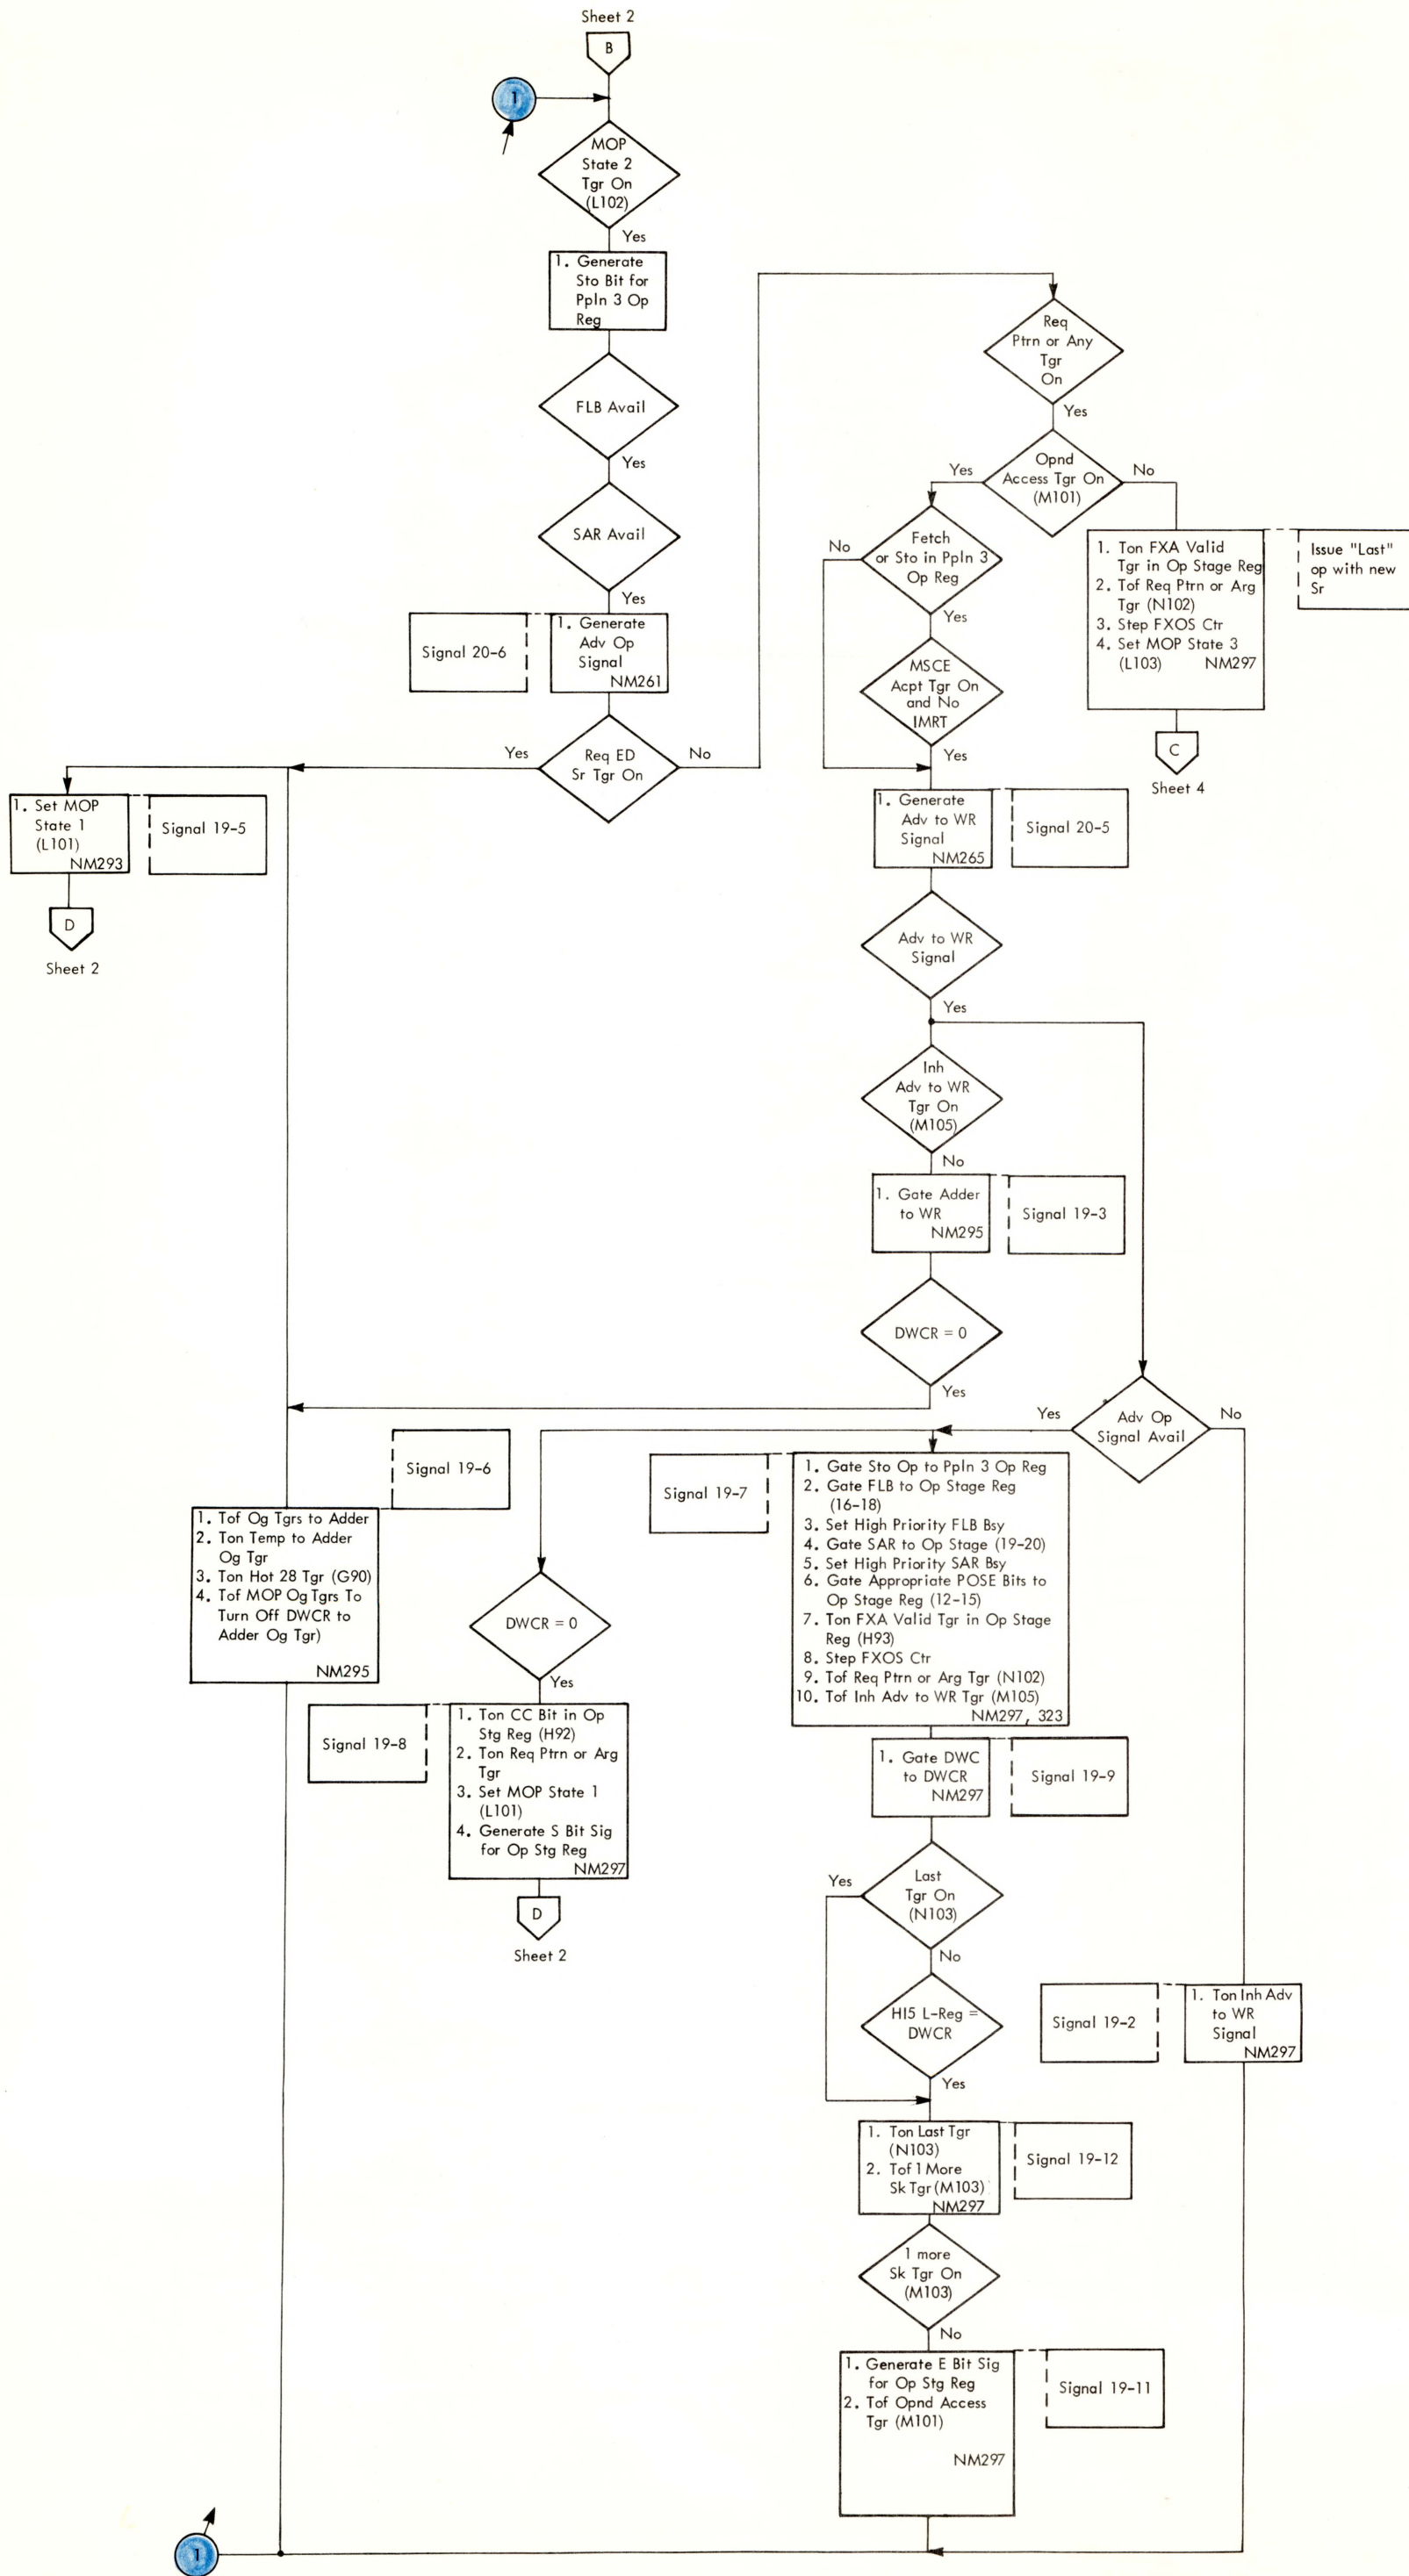 Sheet 2
B
1
MOP
State 2
Tgr On
(L102)
Yes
1. Generate
Sto Bit for
Ppln 3 Op
Reg
FLB Avail
Yes
SAR Avail
Yes
Signal 20-6
1. Generate
Adv Op
Signal
NM261
Req ED
Sr Tgr On
Yes
No
1. Set MOP
State 1
(L101)
NM293
Signal 19-5
D
Sheet 2
Req
Ptrn or Any
Tgr
On
Yes
Opnd
Access Tgr On
(M101)
Yes
No
1. Ton FXA Valid
Tgr in Op Stage Reg
2. Tof Req Ptrn or Arg
Tgr (N102)
3. Step FXOS Ctr
4. Set MOP State 3
(L103) NM297
Issue "Last"
op with new
Sr
C
Sheet 4
Fetch
or Sto in Ppln 3
Op Reg
No
Yes
MSCE
Acpt Tgr On
and No
IMRT
Yes
1. Generate
Adv to WR
Signal
NM265
Signal 20-5
Adv to WR
Signal
Yes
Inh
Adv to WR
Tgr On
(M105)
No
1. Gate Adder
to WR
NM295
Signal 19-3
DWCR = 0
Yes
Adv Op
Signal Avail
Yes
No
Signal 19-6
1. Tof Og Tgrs to Adder
2. Ton Temp to Adder
Og Tgr
3. Ton Hot 28 Tgr (G90)
4. Tof MOP Og Tgrs To
Turn Off DWCR to
Adder Og Tgr)
NM295
DWCR = 0
Yes
Signal 19-8
1. Ton CC Bit in Op
Stg Reg (H92)
2. Ton Req Ptrn or Arg
Tgr
3. Set MOP State 1
(L101)
4. Generate S Bit Sig
for Op Stg Reg
NM297
D
Sheet 2
Signal 19-7
1. Gate Sto Op to Ppln 3 Op Reg
2. Gate FLB to Op Stage Reg
(16-18)
3. Set High Priority FLB Bsy
4. Gate SAR to Op Stage (19-20)
5. Set High Priority SAR Bsy
6. Gate Appropriate POSE Bits to
Op Stage Reg (12-15)
7. Ton FXA Valid Tgr in Op Stage
Reg (H93)
8. Step FXOS Ctr
9. Tof Req Ptrn or Arg Tgr (N102)
10. Tof Inh Adv to WR Tgr (M105)
NM297, 323
1. Gate DWC
to DWCR
NM297
Signal 19-9
Last
Tgr On
(N103)
Yes
No
HI5 L-Reg =
DWCR
Yes
Signal 19-2
1. Ton Inh Adv
to WR
Signal
NM297
1. Ton Last Tgr
(N103)
2. Tof 1 More
Sk Tgr (M103)
NM297
Signal 19-12
1 more
Sk Tgr On
(M103)
No
1. Generate E Bit Sig
for Op Stg Reg
2. Tof Opnd Access
Tgr (M101)
NM297
Signal 19-11
1